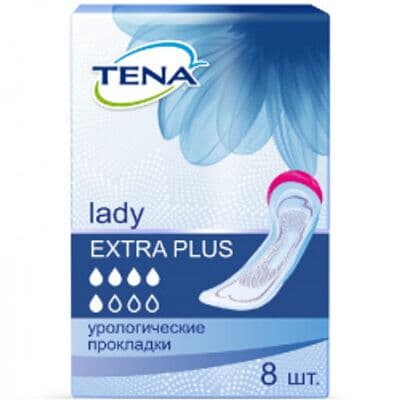 TENA
lady
EXTRA PLUS
урологические
прокладки
8 шт.